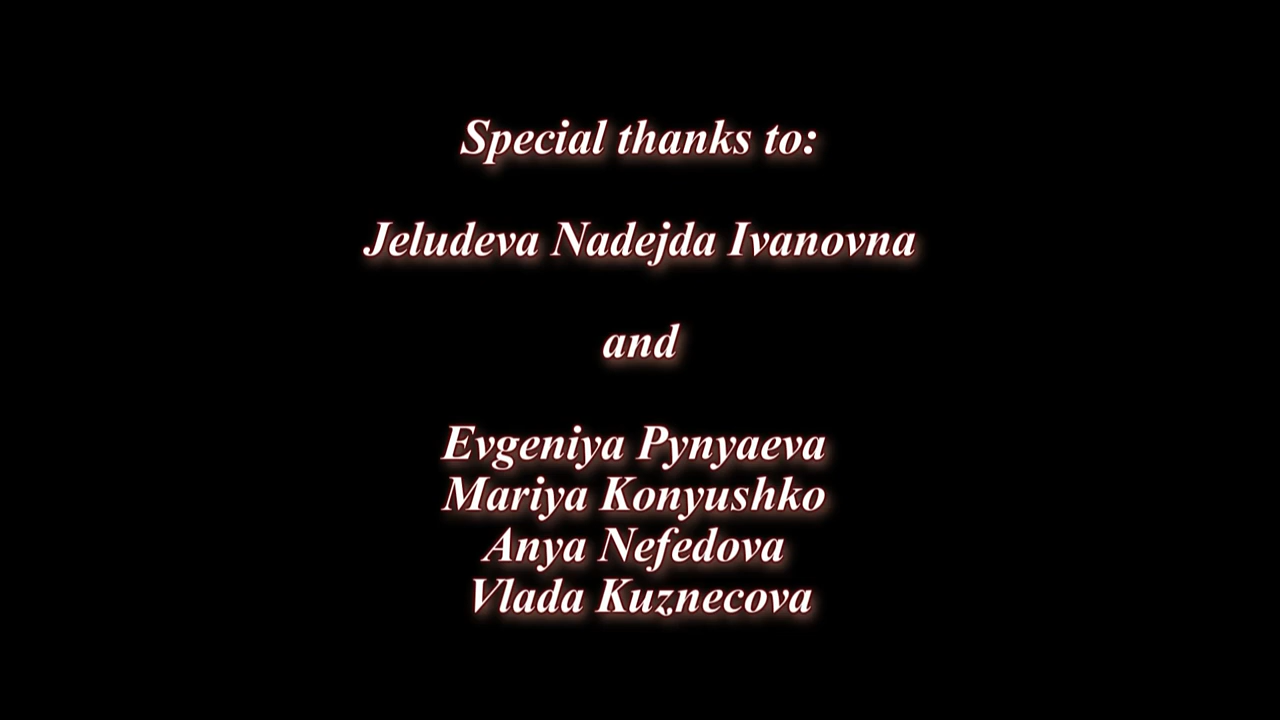 Special thanks to:
Jeludeva Nadejda Ivanovna
and
Evgeniya Pynyaeva
Mariya Konyushko
Anya Nefedova
Vlada Kuznecova